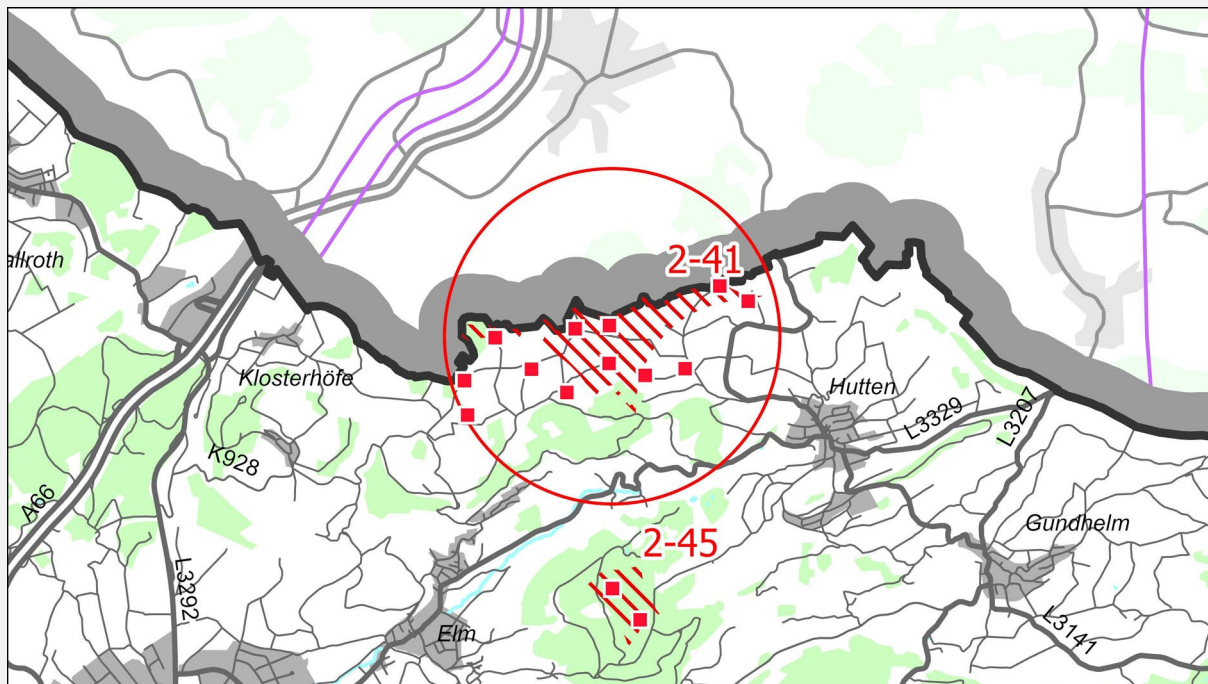 2-41
allroth
Klosterhöfe
Hutten
L3329
L3207
K928
A66
Gundhelm
2-45
L3292
Elm
L3141